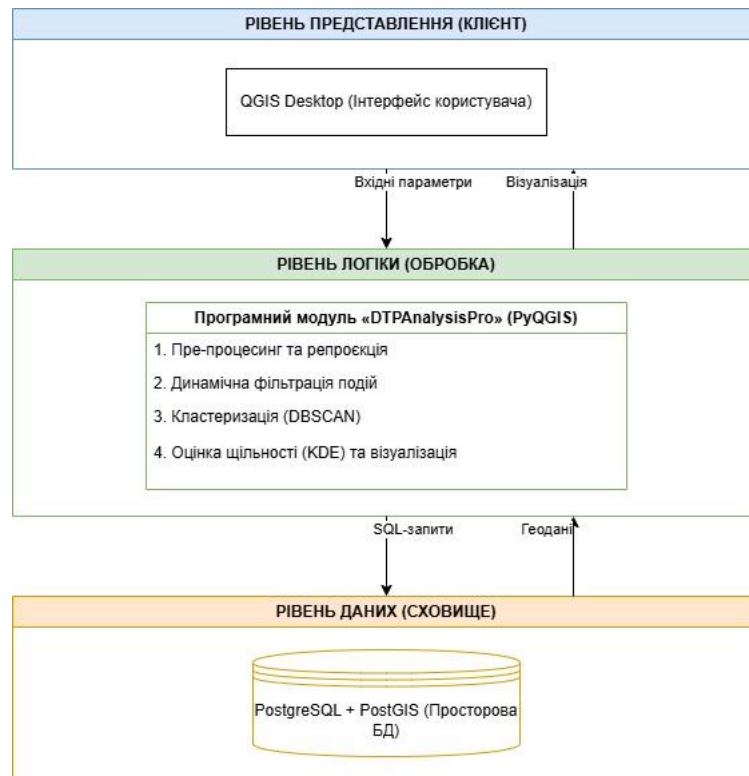 РІВЕНЬ ПРЕДСТАВЛЕННЯ (КЛІЄНТ)
QGIS Desktop (Інтерфейс користувача)
Вхідні параметри
Візуалізація
РІВЕНЬ ЛОГІКИ (ОБРОБКА)
Програмний модуль «DTPAnalysisPro» (PyQGIS)
1. Пре-процесинг та репроєкція
2. Динамічна фільтрація подій
3. Кластеризація (DBSCAN)
4. Оцінка щільності (KDE) та візуалізація
SQL-запити
Геодані
РІВЕНЬ ДАНИХ (СХОВИЩЕ)
PostgreSQL + PostGIS (Просторова
БД)